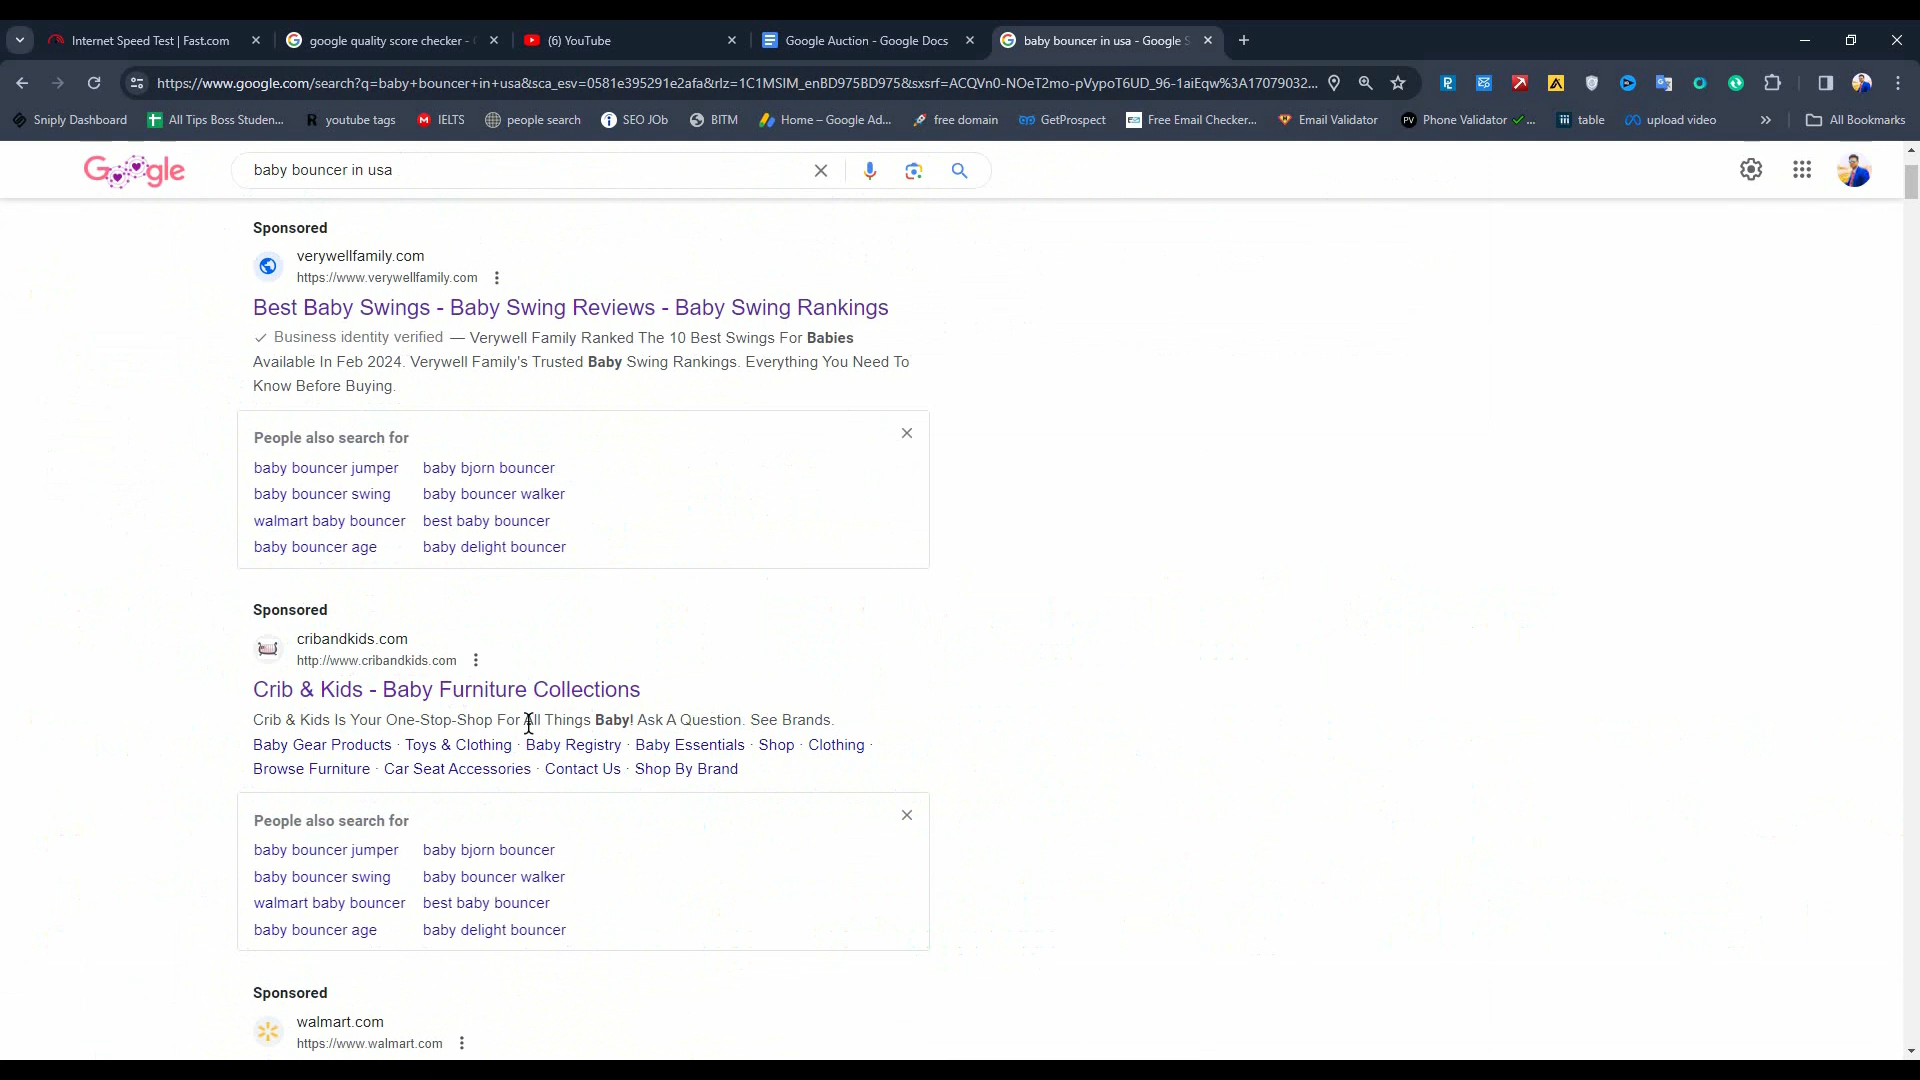 Internet Speed Test | Fast.com
google quality score checker -
(6) YouTube
Google Auction - Google Docs
baby bouncer in usa - Google S
https://www.google.com/search?q=baby+bouncer+in+usa&sca_esv=0581e395291e2afa&rlz=1C1MSIM_enBD975BD975&sxsrf=ACQVn0-NOeT2mo-pVypoT6UD_96-1aiEqw%3A17079032...
Sniply Dashboard
All Tips Boss Studen...
youtube tags
IELTS
people search
SEO JOb
BITM
Home – Google Ad...
free domain
GetProspect
Free Email Checker...
Email Validator
Phone Validator ✓ ...
table
upload video
All Bookmarks
Google
baby bouncer in usa
Sponsored
verywellfamily.com
https://www.verywellfamily.com
Best Baby Swings - Baby Swing Reviews - Baby Swing Rankings
Business identity verified — Verywell Family Ranked The 10 Best Swings For Babies
Available In Feb 2024. Verywell Family's Trusted Baby Swing Rankings. Everything You Need To
Know Before Buying.
People also search for
baby bouncer jumper baby bjorn bouncer
baby bouncer swing baby bouncer walker
walmart baby bouncer best baby bouncer
baby bouncer age baby delight bouncer
Sponsored
cribandkids.com
http://www.cribandkids.com
Crib & Kids - Baby Furniture Collections
Crib & Kids Is Your One-Stop-Shop For All Things Baby! Ask A Question. See Brands.
Baby Gear Products · Toys & Clothing · Baby Registry · Baby Essentials · Shop · Clothing ·
Browse Furniture · Car Seat Accessories · Contact Us · Shop By Brand
People also search for
baby bouncer jumper baby bjorn bouncer
baby bouncer swing baby bouncer walker
walmart baby bouncer best baby bouncer
baby bouncer age baby delight bouncer
Sponsored
walmart.com
https://www.walmart.com